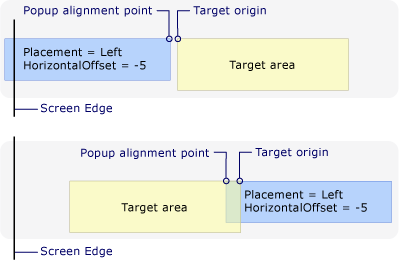 Popup alignment point
Target origin
Placement = Left
HorizontalOffset = -5
Target area
Screen Edge
Popup alignment point
Target origin
Target area
Placement = Left
HorizontalOffset = -5
Screen Edge